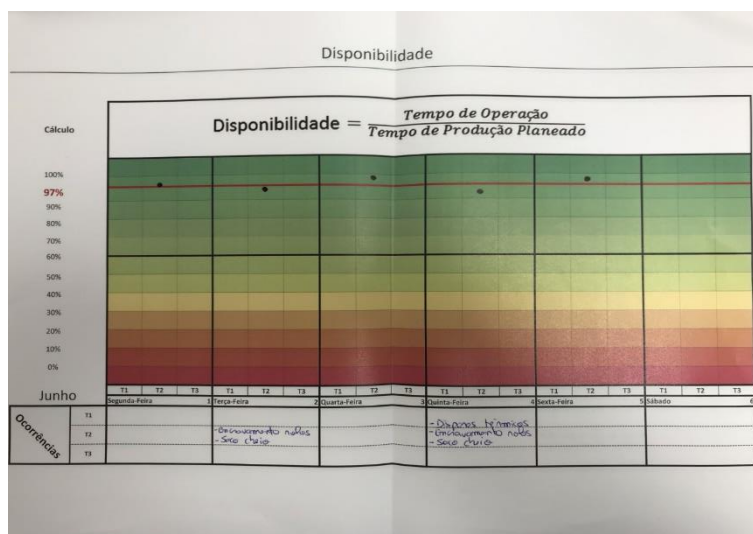 Disponibilidade
Cálculo
Disponibilidade = Tempo de Operação / Tempo de Produção Planeado
100%
97%
90%
80%
70%
60%
50%
40%
30%
20%
10%
0%
Junho
T1 T2 T3 T1 T2 T3 T1 T2 T3 T1 T2 T3 T1 T2 T3 T1 T2 T3
Segunda-Feira 1 Terça-Feira 2 Quarta-Feira 3 Quinta-Feira 4 Sexta-Feira 5 Sábado 6
Ocorrências
T1
T2
T3
- Encravamento rolos
- Saco cheio
- Disparos térmicos
- Encravamento rolos
- Saco cheio